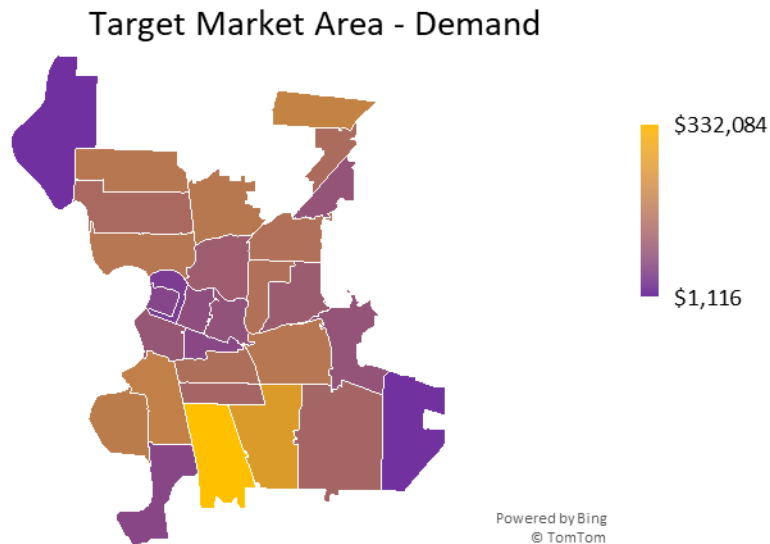 Target Market Area - Demand
$332,084
$1,116
Powered by Bing
© TomTom